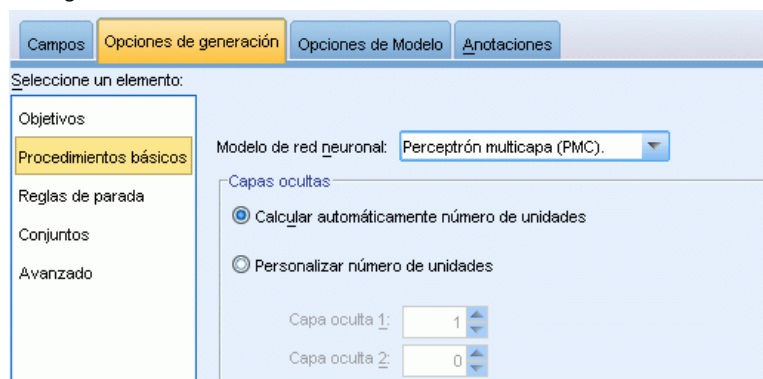 Campos Opciones de generación Opciones de Modelo Anotaciones
Seleccione un elemento:
Objetivos
Procedimientos básicos
Reglas de parada
Conjuntos
Avanzado
Modelo de red neuronal: Perceptrón multicapa (PMC).
Capas ocultas
Calcular automáticamente número de unidades
Personalizar número de unidades
Capa oculta 1: 1
Capa oculta 2: 0